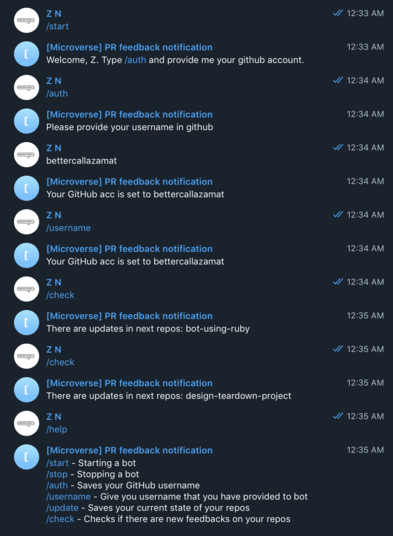 Z N 12:33 AM
/start
[Microverse] PR feedback notification 12:33 AM
Welcome, Z. Type /auth and provide me your github account.
Z N 12:34 AM
/auth
[Microverse] PR feedback notification 12:34 AM
Please provide your username in github
Z N 12:34 AM
bettercallazamat
[Microverse] PR feedback notification 12:34 AM
Your GitHub acc is set to bettercallazamat
Z N 12:34 AM
/username
[Microverse] PR feedback notification 12:34 AM
Your GitHub acc is set to bettercallazamat
Z N 12:34 AM
/check
[Microverse] PR feedback notification 12:35 AM
There are updates in next repos: bot-using-ruby
Z N 12:35 AM
/check
[Microverse] PR feedback notification 12:35 AM
There are updates in next repos: design-teardown-project
Z N 12:35 AM
/help
[Microverse] PR feedback notification 12:35 AM
/start - Starting a bot
/stop - Stopping a bot
/auth - Saves your GitHub username
/username - Give you username that you have provided to bot
/update - Saves your current state of your repos
/check - Checks if there are new feedbacks on your repos